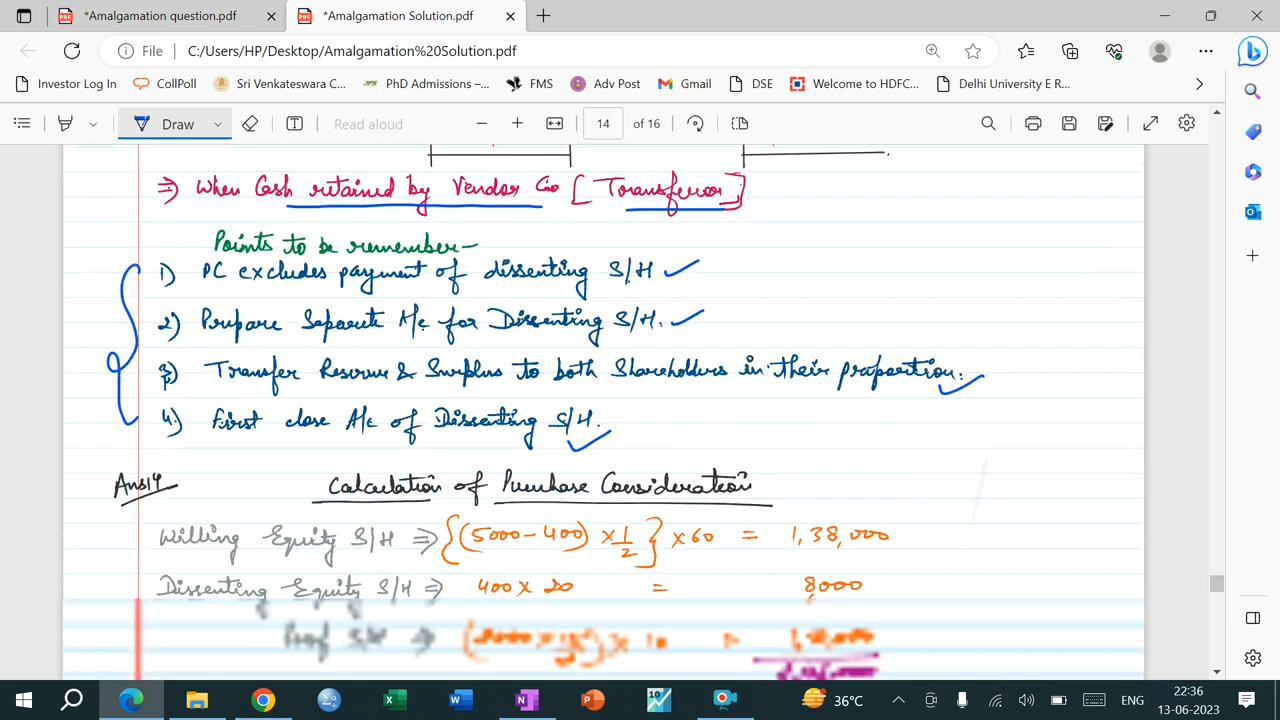 *Amalgamation question.pdf
*Amalgamation Solution.pdf
File C:/Users/HP/Desktop/Amalgamation%20Solution.pdf
Investor Log In CollPoll Sri Venkateswara C... PhD Admissions –... FMS Adv Post Gmail DSE Welcome to HDFC... Delhi University E R...
Draw Read aloud 14 of 16
⇒ When Cash retained by Vendor Co [Transferor]
Points to be remember-
1) PC excludes payment of dissenting S/H
2) Prepare Separate A/c for Dissenting S/H.
3) Transfer Reserve & Surplus to both Shareholders in their proportion.
4.) First close A/c of Dissenting S/H.
Ans14 Calculation of Purchase Consideration
Willing Equity S/H ⇒ {(5000-400) × 1/2} × 60 = 1,38,000
Dissenting Equity S/H ⇒ 400 × 20 = 8000
S/H ⇒
36°C ENG 22:36
13-06-2023